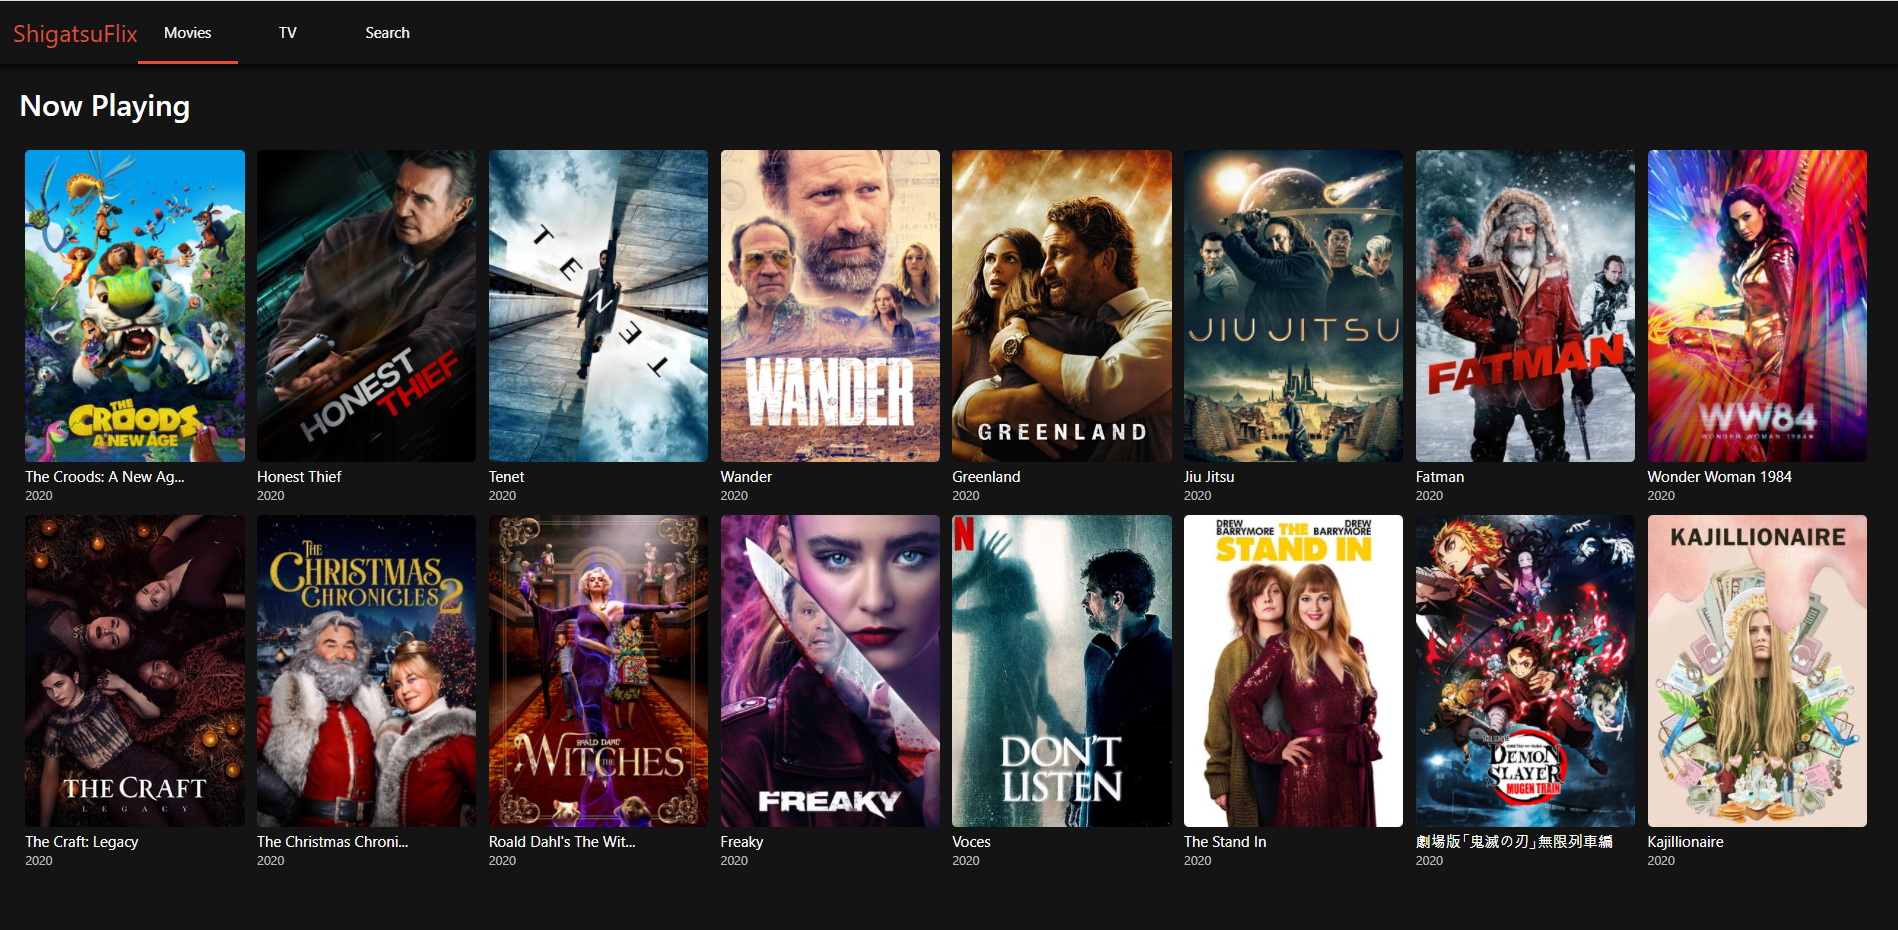 ShigatsuFlix Movies TV Search
Now Playing
THE
CROODS
A NEW AGE
HONEST
THIEF
TENET
TOP SECRET
WANDER
GREENLAND
JIU JITSU
FATMAN
WW84
WONDER WOMAN 1984
The Croods: A New Ag...
2020
Honest Thief
2020
Tenet
2020
Wander
2020
Greenland
2020
Jiu Jitsu
2020
Fatman
2020
Wonder Woman 1984
2020
THE CRAFT
LEGACY
THE
CHRISTMAS
CHRONICLES 2
ROALD DAHL'S
THE
WITCHES
FREAKY
N
DON'T
LISTEN
DREW
BARRYMORE
THE
DREW
BARRYMORE
STAND IN
DEMON
SLAYER
MUGEN TRAIN
KAJILLIONAIRE
The Craft: Legacy
2020
The Christmas Chroni...
2020
Roald Dahl's The Wit...
2020
Freaky
2020
Voces
2020
The Stand In
2020
劇場版「鬼滅の刃」無限列車編
2020
Kajillionaire
2020